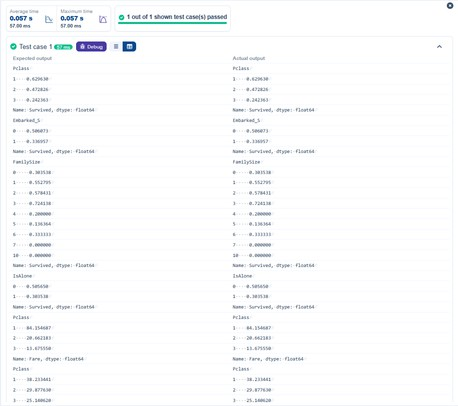 Average time
0.057 s
57.00 ms
Maximum time
0.057 s
57.00 ms
1 out of 1 shown test case(s) passed
Test case 1 57 ms Debug
Expected output
Pclass
1····0.629630
2····0.472826
3····0.242363
Name: Survived, dtype: float64
Embarked_S
0····0.506073
1····0.336957
Name: Survived, dtype: float64
FamilySize
0·····0.303538
1·····0.552795
2·····0.578431
3·····0.724138
4·····0.200000
5·····0.136364
6·····0.333333
7·····0.000000
10····0.000000
Name: Survived, dtype: float64
IsAlone
0····0.505650
1····0.303538
Name: Survived, dtype: float64
Pclass
1····84.154687
2····20.662183
3····13.675550
Name: Fare, dtype: float64
Pclass
1····38.233441
2····29.877630
3····25.140620
Actual output
Pclass
1····0.629630
2····0.472826
3····0.242363
Name: Survived, dtype: float64
Embarked_S
0····0.506073
1····0.336957
Name: Survived, dtype: float64
FamilySize
0·····0.303538
1·····0.552795
2·····0.578431
3·····0.724138
4·····0.200000
5·····0.136364
6·····0.333333
7·····0.000000
10····0.000000
Name: Survived, dtype: float64
IsAlone
0····0.505650
1····0.303538
Name: Survived, dtype: float64
Pclass
1····84.154687
2····20.662183
3····13.675550
Name: Fare, dtype: float64
Pclass
1····38.233441
2····29.877630
3····25.140620